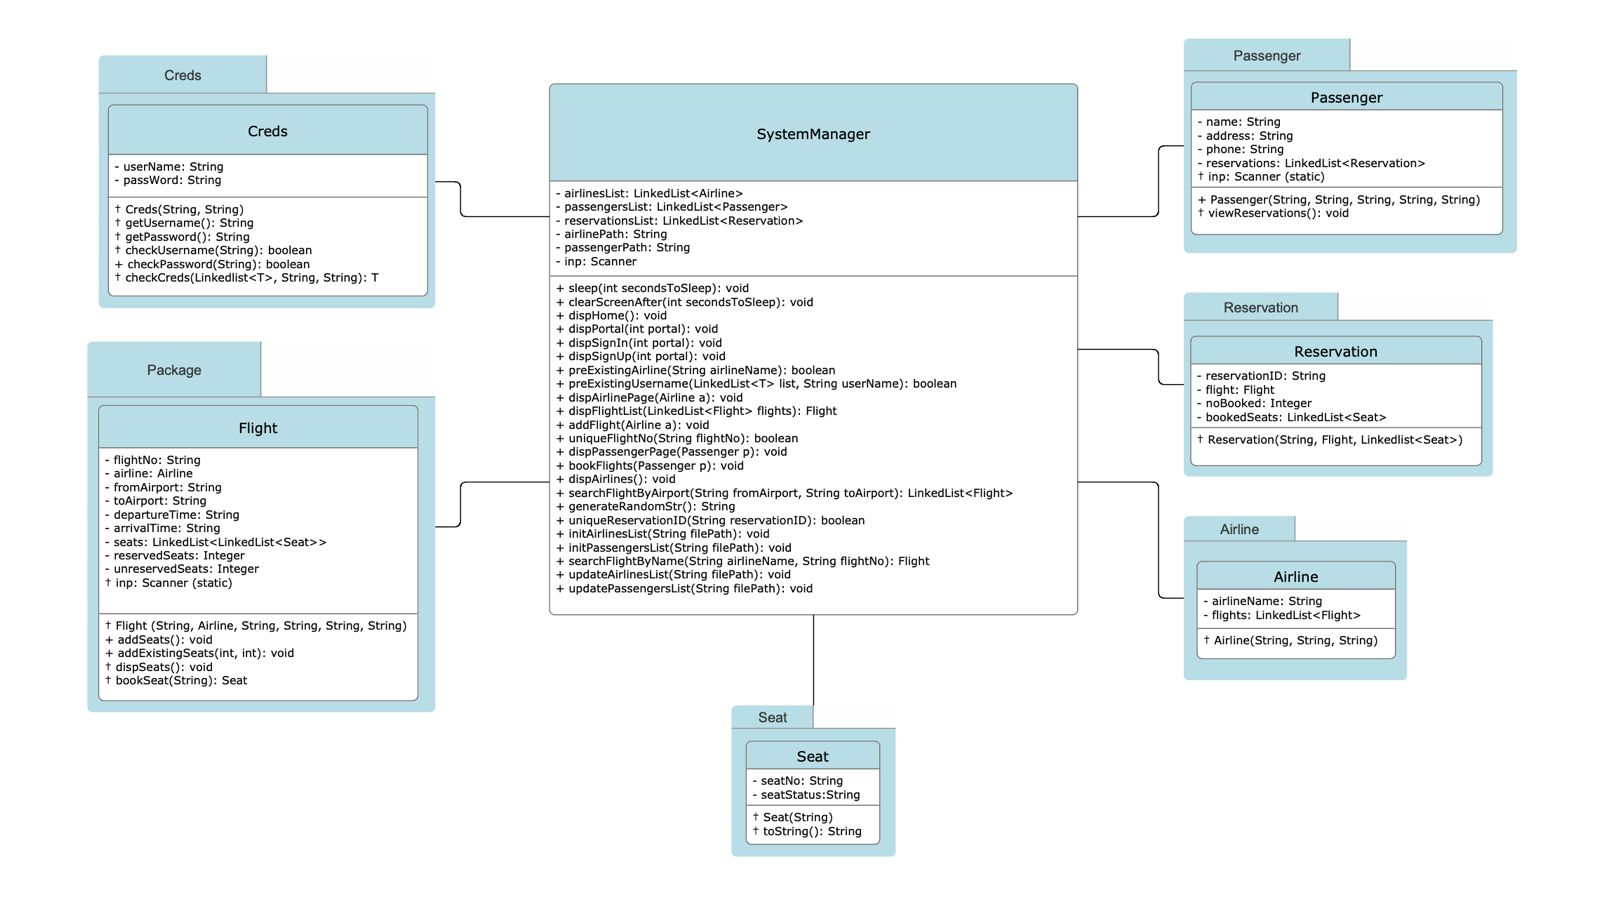 Creds
Creds
- userName: String
- passWord: String
† Creds(String, String)
† getUsername(): String
† getPassword(): String
† checkUsername(String): boolean
+ checkPassword(String): boolean
† checkCreds(Linkedlist<T>, String, String): T
Package
Flight
- flightNo: String
- airline: Airline
- fromAirport: String
- toAirport: String
- departureTime: String
- arrivalTime: String
- seats: LinkedList<LinkedList<Seat>>
- reservedSeats: Integer
- unreservedSeats: Integer
† inp: Scanner (static)
† Flight (String, Airline, String, String, String, String)
+ addSeats(): void
+ addExistingSeats(int, int): void
† dispSeats(): void
† bookSeat(String): Seat
SystemManager
- airlinesList: LinkedList<Airline>
- passengersList: LinkedList<Passenger>
- reservationsList: LinkedList<Reservation>
- airlinePath: String
- passengerPath: String
- inp: Scanner
+ sleep(int secondsToSleep): void
+ clearScreenAfter(int secondsToSleep): void
+ dispHome(): void
+ dispPortal(int portal): void
+ dispSignIn(int portal): void
+ dispSignUp(int portal): void
+ preExistingAirline(String airlineName): boolean
+ preExistingUsername(LinkedList<T> list, String userName): boolean
+ dispAirlinePage(Airline a): void
+ dispFlightList(LinkedList<Flight> flights): Flight
+ addFlight(Airline a): void
+ uniqueFlightNo(String flightNo): boolean
+ dispPassengerPage(Passenger p): void
+ bookFlights(Passenger p): void
+ dispAirlines(): void
+ searchFlightByAirport(String fromAirport, String toAirport): LinkedList<Flight>
+ generateRandomStr(): String
+ uniqueReservationID(String reservationID): boolean
+ initAirlinesList(String filePath): void
+ initPassengersList(String filePath): void
+ searchFlightByName(String airlineName, String flightNo): Flight
+ updateAirlinesList(String filePath): void
+ updatePassengersList(String filePath): void
Seat
Seat
- seatNo: String
- seatStatus:String
† Seat(String)
† toString(): String
Passenger
Passenger
- name: String
- address: String
- phone: String
- reservations: LinkedList<Reservation>
† inp: Scanner (static)
+ Passenger(String, String, String, String, String)
† viewReservations(): void
Reservation
Reservation
- reservationID: String
- flight: Flight
- noBooked: Integer
- bookedSeats: LinkedList<Seat>
† Reservation(String, Flight, Linkedlist<Seat>)
Airline
Airline
- airlineName: String
- flights: LinkedList<Flight>
† Airline(String, String, String)